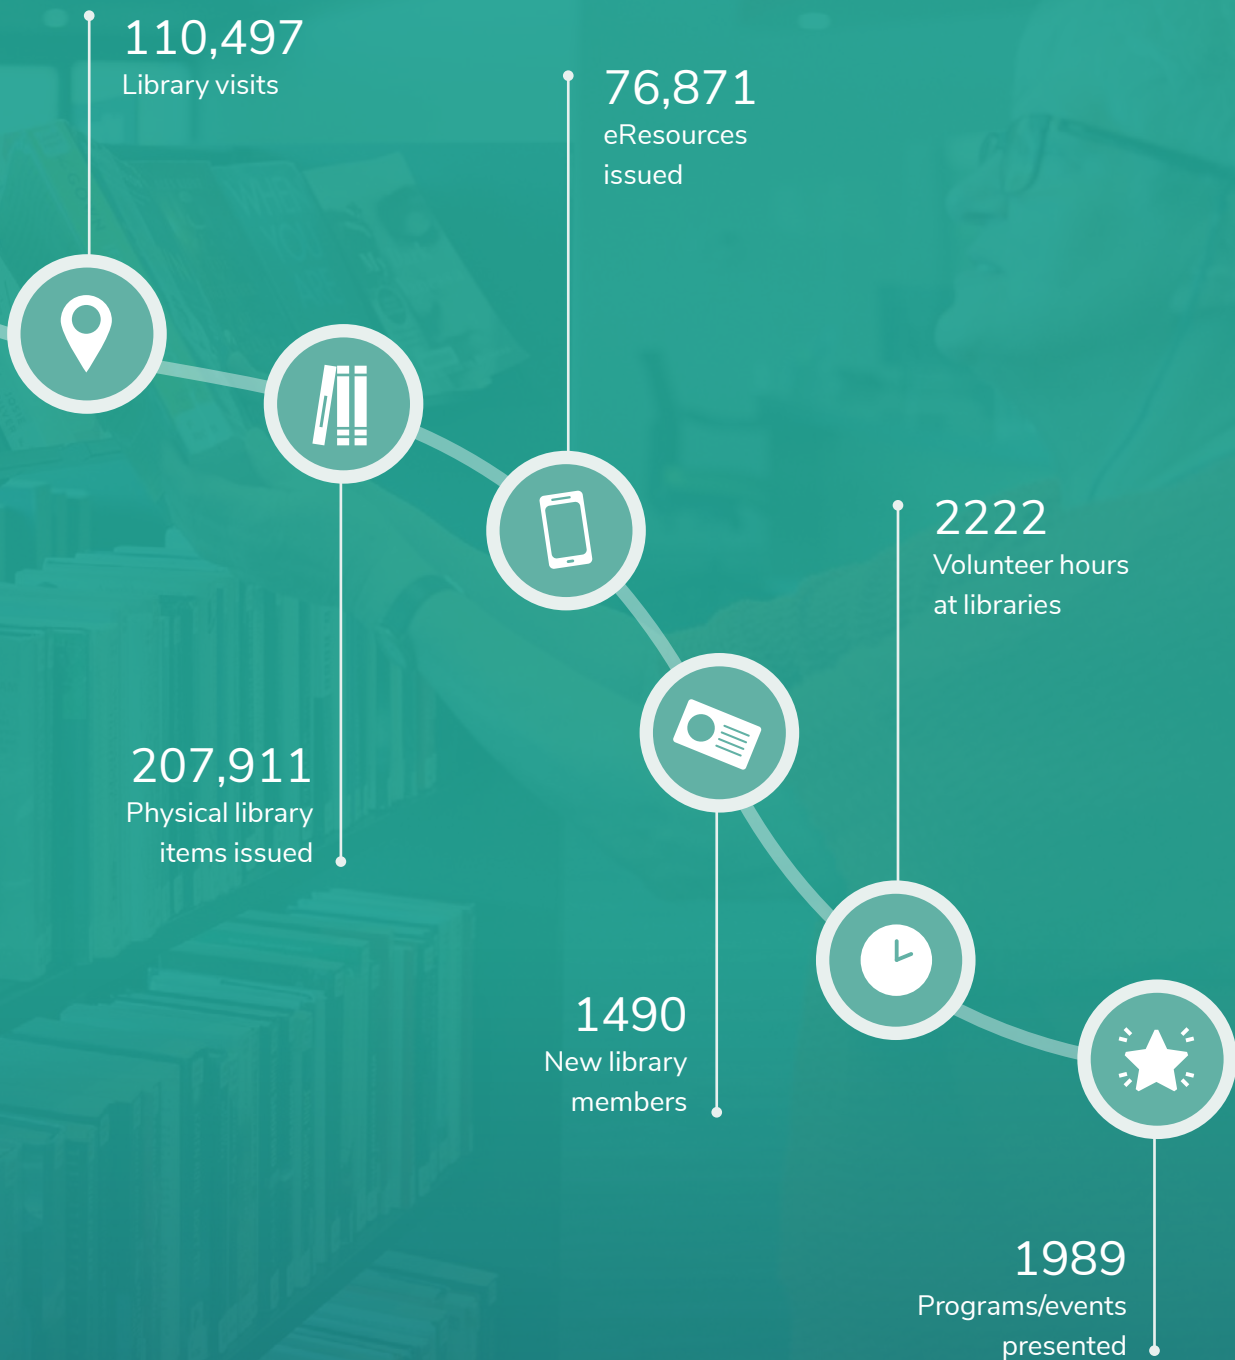 110,497
Library visits
76,871
eResources
issued
2222
Volunteer hours
at libraries
207,911
Physical library
items issued
1490
New library
members
1989
Programs/events
presented